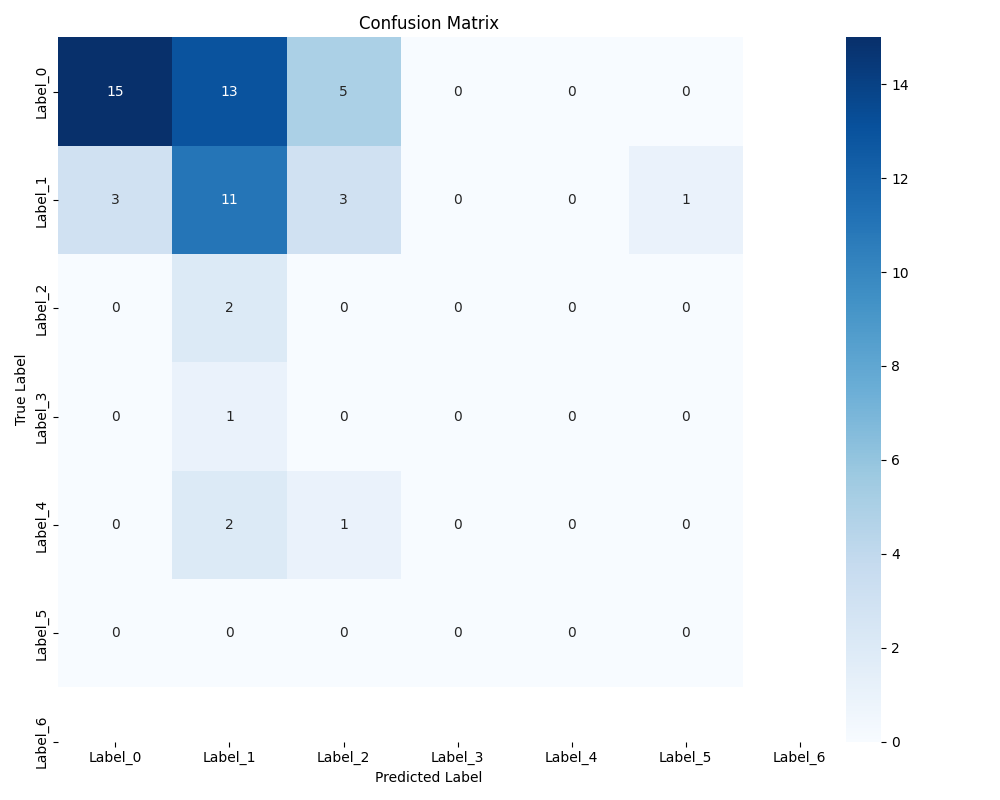 Confusion Matrix
Label_0 15 13 5 0 0 0
Label_1 3 11 3 0 0 1
Label_2 0 2 0 0 0 0
Label_3 0 1 0 0 0 0
Label_4 0 2 1 0 0 0
Label_5 0 0 0 0 0 0
Label_6
True Label
Label_0 Label_1 Label_2 Label_3 Label_4 Label_5 Label_6
Predicted Label
14
12
10
8
6
4
2
0